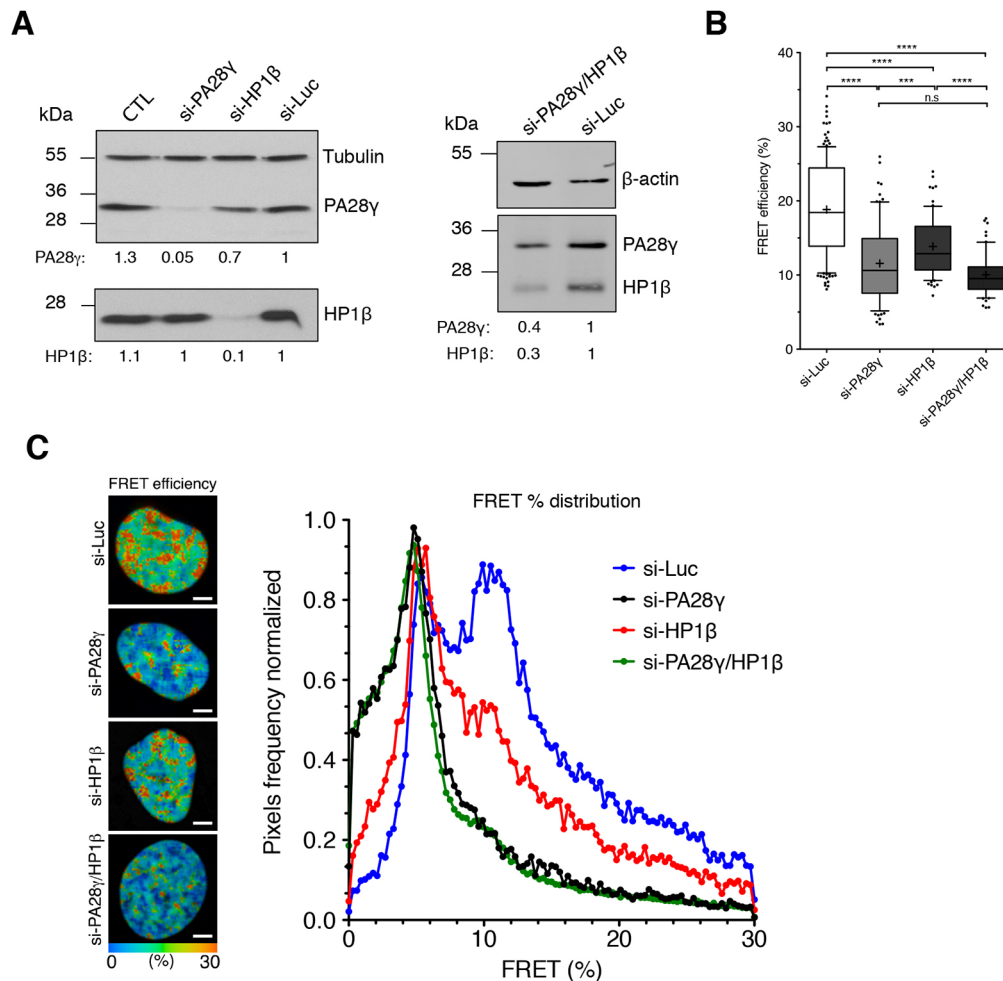 A
kDa
CTL
si-PA28γ
si-HP1β
si-Luc
55
36
28
Tubulin
PA28γ
PA28γ: 1.3 0.05 0.7 1
28
HP1β
HP1β: 1.1 1 0.1 1
kDa
si-PA28γ/HP1β
si-Luc
55
β-actin
36
28
PA28γ
HP1β
PA28γ: 0.4 1
HP1β: 0.3 1
B
FRET efficiency (%)
40
30
20
10
0
****
****
**** *** ****
n.s
si-Luc
si-PA28γ
si-HP1β
si-PA28γ/HP1β
C
FRET efficiency
si-Luc
si-PA28γ
si-HP1β
si-PA28γ/HP1β
0 (%) 30
FRET % distribution
Pixels frequency normalized
1.0
0.8
0.6
0.4
0.2
0.0
0 10 20 30
FRET (%)
si-Luc
si-PA28γ
si-HP1β
si-PA28γ/HP1β